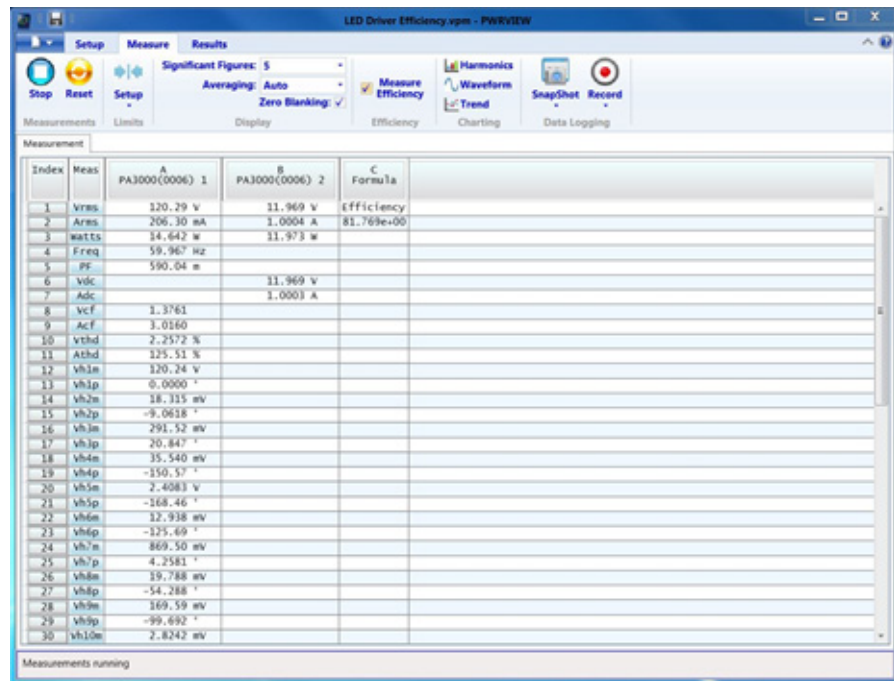 LED Driver Efficiency.vpm - PWRVIEW
Setup Measure Results
Stop Reset Setup
Significant Figures: 5
Averaging: Auto
Zero Blanking:
Measure Efficiency
Harmonics
Waveform
Trend
SnapShot Record
Measurements Limits Display Efficiency Charting Data Logging
Measurement
Index Meas A PA3000(0006) 1 B PA3000(0006) 2 C Formula
1 Vrms 120.29 V 11.969 V Efficiency
2 Arms 206.30 mA 1.0004 A 81.769e+00
3 Watts 14.642 W 11.973 W
4 Freq 59.967 Hz
5 PF 590.04 m
6 Vdc 11.969 V
7 Adc 1.0003 A
8 Vcf 1.3761
9 Acf 3.0160
10 Vthd 2.2572 %
11 Athd 125.51 %
12 Vh1m 120.24 V
13 Vh1p 0.0000 °
14 Vh2m 18.315 mV
15 Vh2p -9.0618 °
16 Vh3m 291.52 mV
17 Vh3p 20.847 °
18 Vh4m 35.540 mV
19 Vh4p -150.57 °
20 Vh5m 2.4083 V
21 Vh5p -168.46 °
22 Vh6m 12.938 mV
23 Vh6p -125.69 °
24 Vh7m 869.50 mV
25 Vh7p 4.2581 °
26 Vh8m 19.788 mV
27 Vh8p -54.288 °
28 Vh9m 169.59 mV
29 Vh9p -99.692 °
30 Vh10m 2.8242 mV
Measurements running